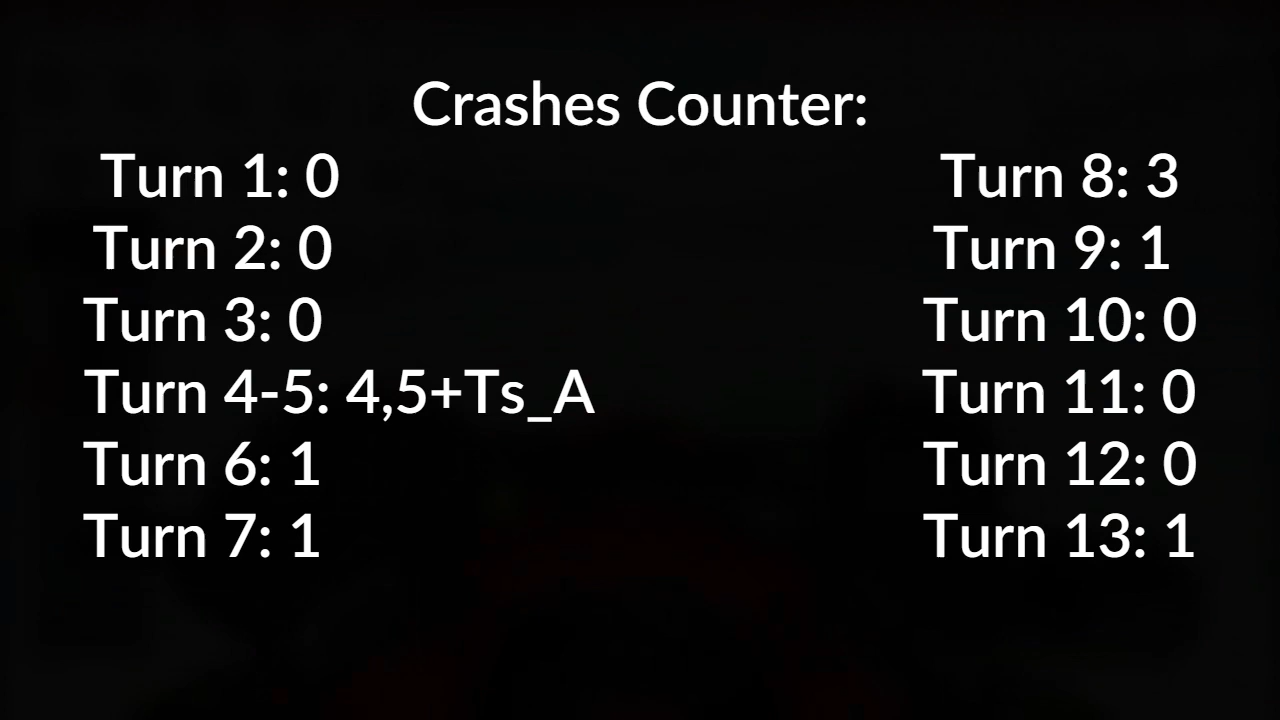 Crashes Counter:
Turn 1: 0
Turn 2: 0
Turn 3: 0
Turn 4-5: 4,5+Ts_A
Turn 6: 1
Turn 7: 1
Turn 8: 3
Turn 9: 1
Turn 10: 0
Turn 11: 0
Turn 12: 0
Turn 13: 1